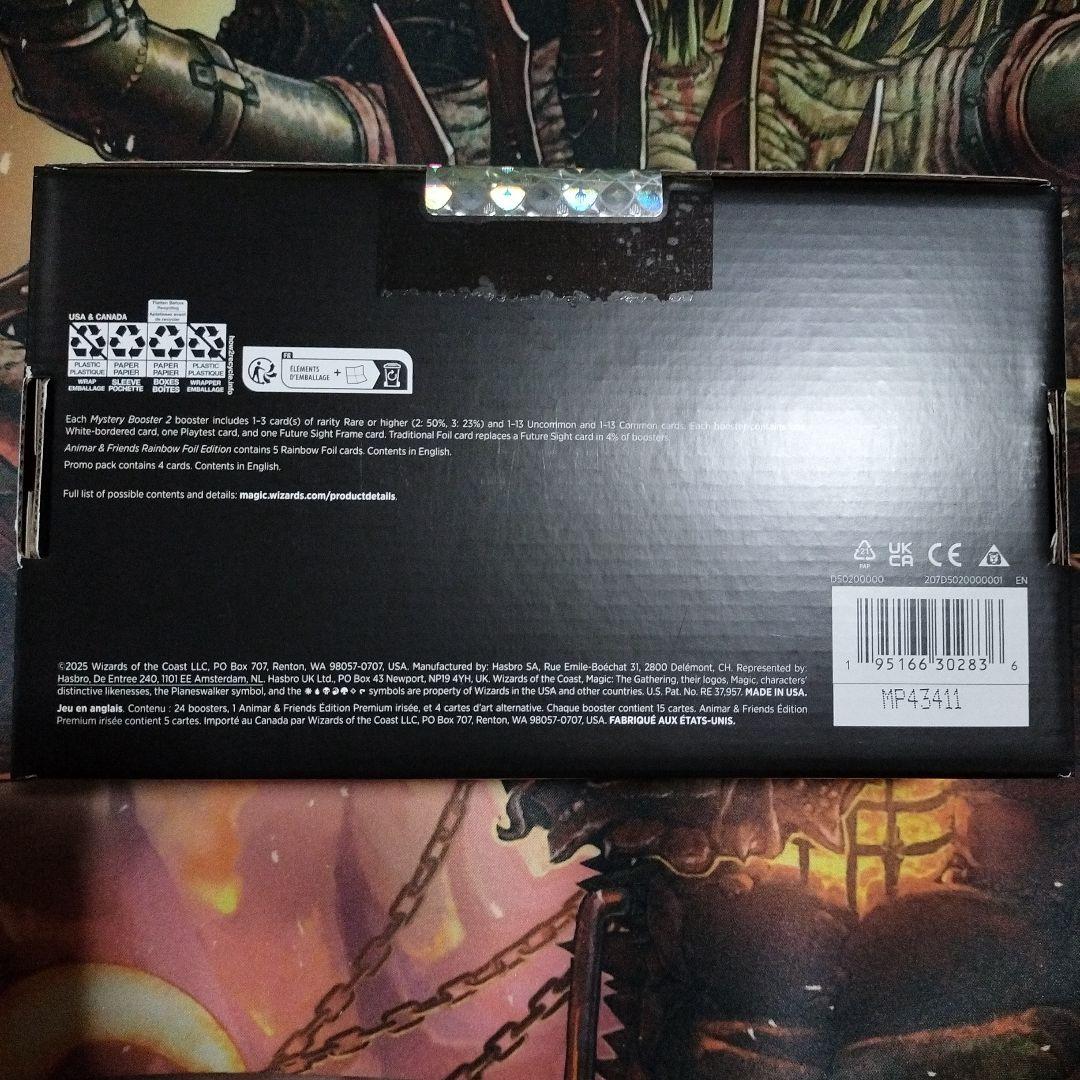 USA & CANADA
Flatten Before
Recycling
Aplatissez avant
de recycler
PLASTIC PAPER PAPER PLASTIC
PLASTIQUE PAPIER PAPIER PLASTIQUE
WRAP SLEEVE BOXES WRAPPER
EMBALLAGE POCHETTE BOÎTES EMBALLAGE
how2recycle.info
FR
ÉLÉMENTS
D'EMBALLAGE +
Each Mystery Booster 2 booster includes 1–3 card(s) of rarity Rare or higher (2: 50%, 3: 23%) and 1–13 Uncommon and 1–13 Common cards. Each booster contains one
White-bordered card, one Playtest card, and one Future Sight Frame card. Traditional Foil card replaces a Future Sight card in 4% of boosters.
Animar & Friends Rainbow Foil Edition contains 5 Rainbow Foil cards. Contents in English.
Promo pack contains 4 cards. Contents in English.
Full list of possible contents and details: magic.wizards.com/productdetails.
21
PAP
UK
CA
CE
D50200000 207D5020000001 EN
1 95166 30283 6
MP43411
©2025 Wizards of the Coast LLC, PO Box 707, Renton, WA 98057-0707, USA. Manufactured by: Hasbro SA, Rue Emile-Boéchat 31, 2800 Delémont, CH. Represented by:
Hasbro, De Entree 240, 1101 EE Amsterdam, NL. Hasbro UK Ltd., PO Box 43 Newport, NP19 4YH, UK. Wizards of the Coast, Magic: The Gathering, their logos, Magic, characters'
distinctive likenesses, the Planeswalker symbol, and the symbols are property of Wizards in the USA and other countries. U.S. Pat. No. RE 37,957. MADE IN USA.
Jeu en anglais. Contenu : 24 boosters, 1 Animar & Friends Édition Premium irisée, et 4 cartes d'art alternative. Chaque booster contient 15 cartes. Animar & Friends Édition
Premium irisée contient 5 cartes. Importé au Canada par Wizards of the Coast LLC, PO Box 707, Renton, WA 98057-0707, USA. FABRIQUÉ AUX ÉTATS-UNIS.